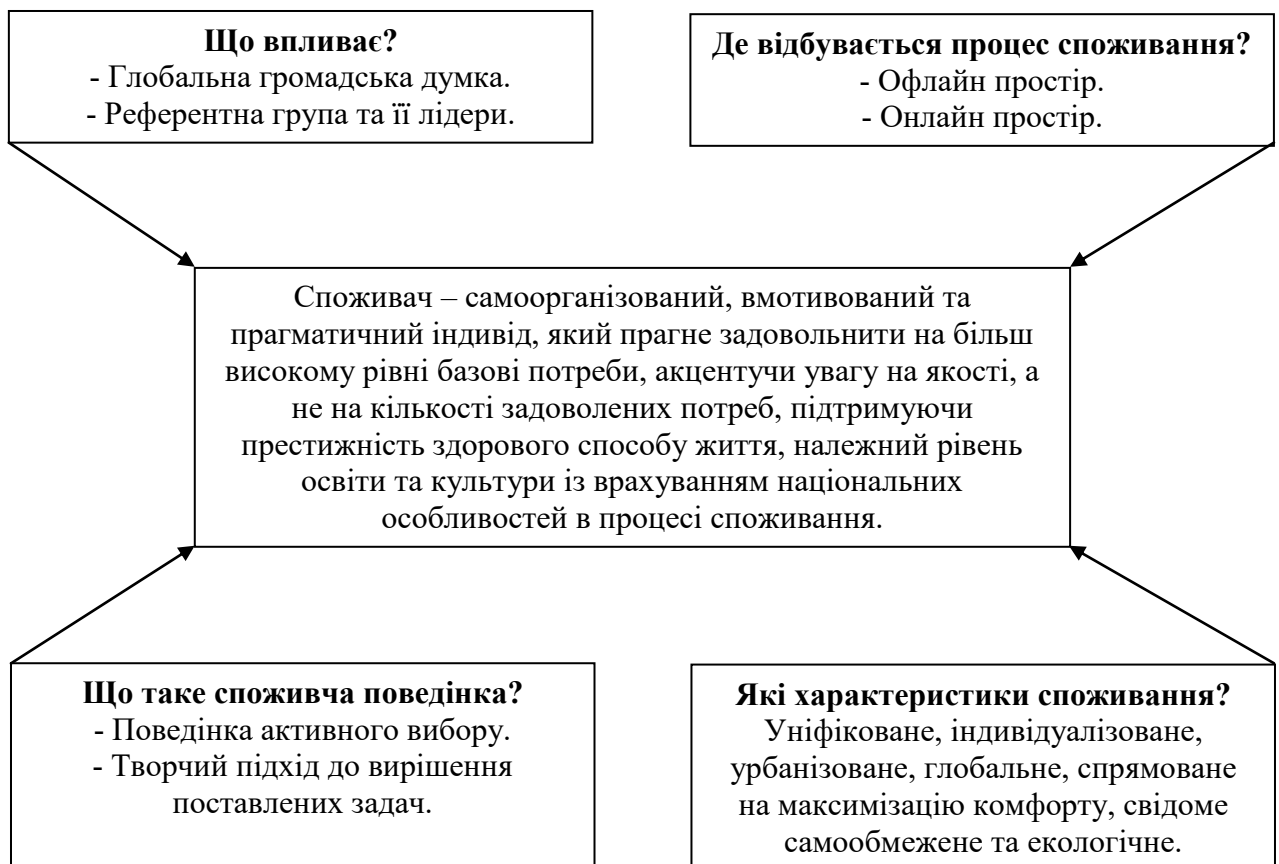 Що впливає?
- Глобальна громадська думка.
- Референтна група та її лідери.
Де відбувається процес споживання?
- Офлайн простір.
- Онлайн простір.
Споживач – самоорганізований, вмотивований та
прагматичний індивід, який прагне задовольнити на більш
високому рівні базові потреби, акцентучи увагу на якості, а
не на кількості задоволених потреб, підтримуючи
престижність здорового способу життя, належний рівень
освіти та культури із врахуванням національних
особливостей в процесі споживання.
Що таке споживча поведінка?
- Поведінка активного вибору.
- Творчий підхід до вирішення
поставлених задач.
Які характеристики споживання?
Уніфіковане, індивідуалізоване,
урбанізоване, глобальне, спрямоване
на максимізацію комфорту, свідоме
самообмежене та екологічне.